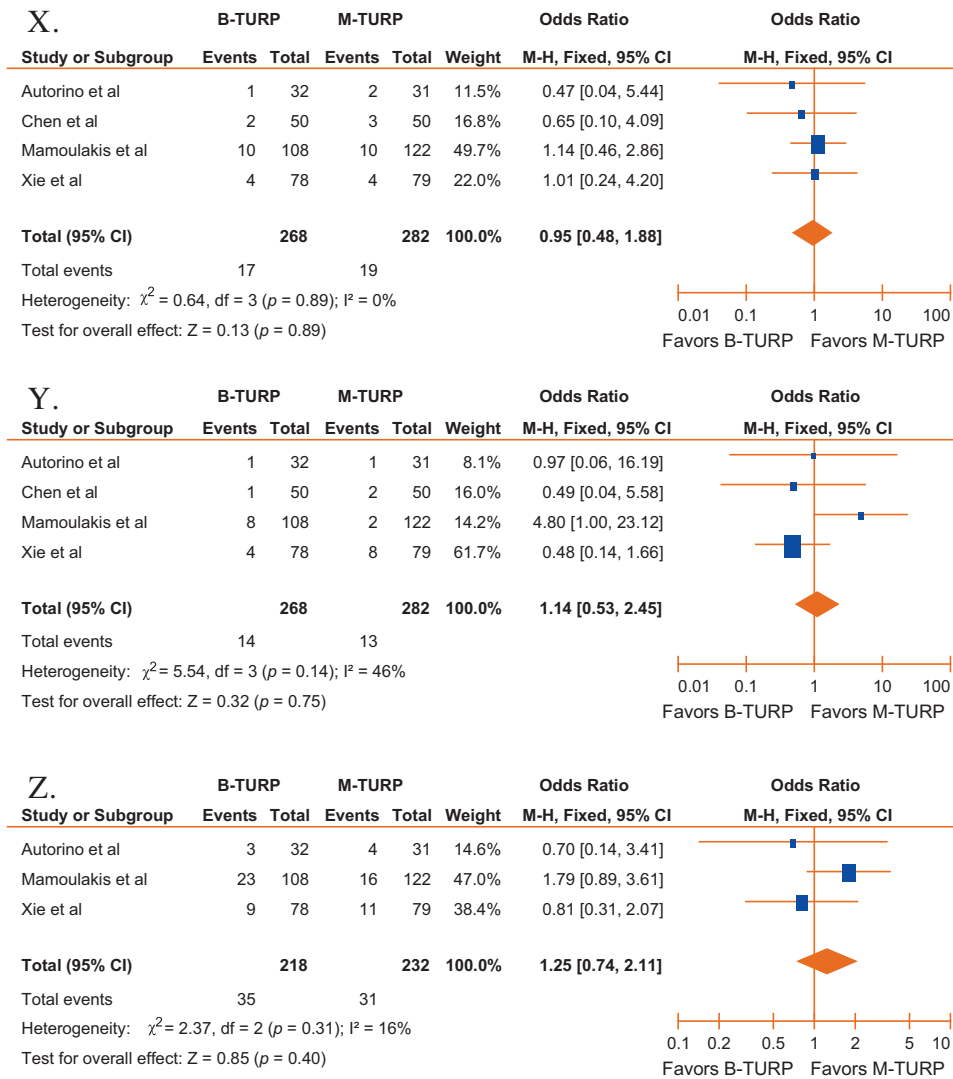 X. B-TURP M-TURP Odds Ratio Odds Ratio
Study or Subgroup Events Total Events Total Weight M-H, Fixed, 95% CI M-H, Fixed, 95% CI
Autorino et al 1 32 2 31 11.5% 0.47 [0.04, 5.44]
Chen et al 2 50 3 50 16.8% 0.65 [0.10, 4.09]
Mamoulakis et al 10 108 10 122 49.7% 1.14 [0.46, 2.86]
Xie et al 4 78 4 79 22.0% 1.01 [0.24, 4.20]
Total (95% CI) 268 282 100.0% 0.95 [0.48, 1.88]
Total events 17 19
Heterogeneity: χ² = 0.64, df = 3 (p = 0.89); I² = 0%
Test for overall effect: Z = 0.13 (p = 0.89)
0.01 0.1 1 10 100
Favors B-TURP Favors M-TURP
Y. B-TURP M-TURP Odds Ratio Odds Ratio
Study or Subgroup Events Total Events Total Weight M-H, Fixed, 95% CI M-H, Fixed, 95% CI
Autorino et al 1 32 1 31 8.1% 0.97 [0.06, 16.19]
Chen et al 1 50 2 50 16.0% 0.49 [0.04, 5.58]
Mamoulakis et al 8 108 2 122 14.2% 4.80 [1.00, 23.12]
Xie et al 4 78 8 79 61.7% 0.48 [0.14, 1.66]
Total (95% CI) 268 282 100.0% 1.14 [0.53, 2.45]
Total events 14 13
Heterogeneity: χ² = 5.54, df = 3 (p = 0.14); I² = 46%
Test for overall effect: Z = 0.32 (p = 0.75)
0.01 0.1 1 10 100
Favors B-TURP Favors M-TURP
Z. B-TURP M-TURP Odds Ratio Odds Ratio
Study or Subgroup Events Total Events Total Weight M-H, Fixed, 95% CI M-H, Fixed, 95% CI
Autorino et al 3 32 4 31 14.6% 0.70 [0.14, 3.41]
Mamoulakis et al 23 108 16 122 47.0% 1.79 [0.89, 3.61]
Xie et al 9 78 11 79 38.4% 0.81 [0.31, 2.07]
Total (95% CI) 218 232 100.0% 1.25 [0.74, 2.11]
Total events 35 31
Heterogeneity: χ² = 2.37, df = 2 (p = 0.31); I² = 16%
Test for overall effect: Z = 0.85 (p = 0.40)
0.1 0.2 0.5 1 2 5 10
Favors B-TURP Favors M-TURP